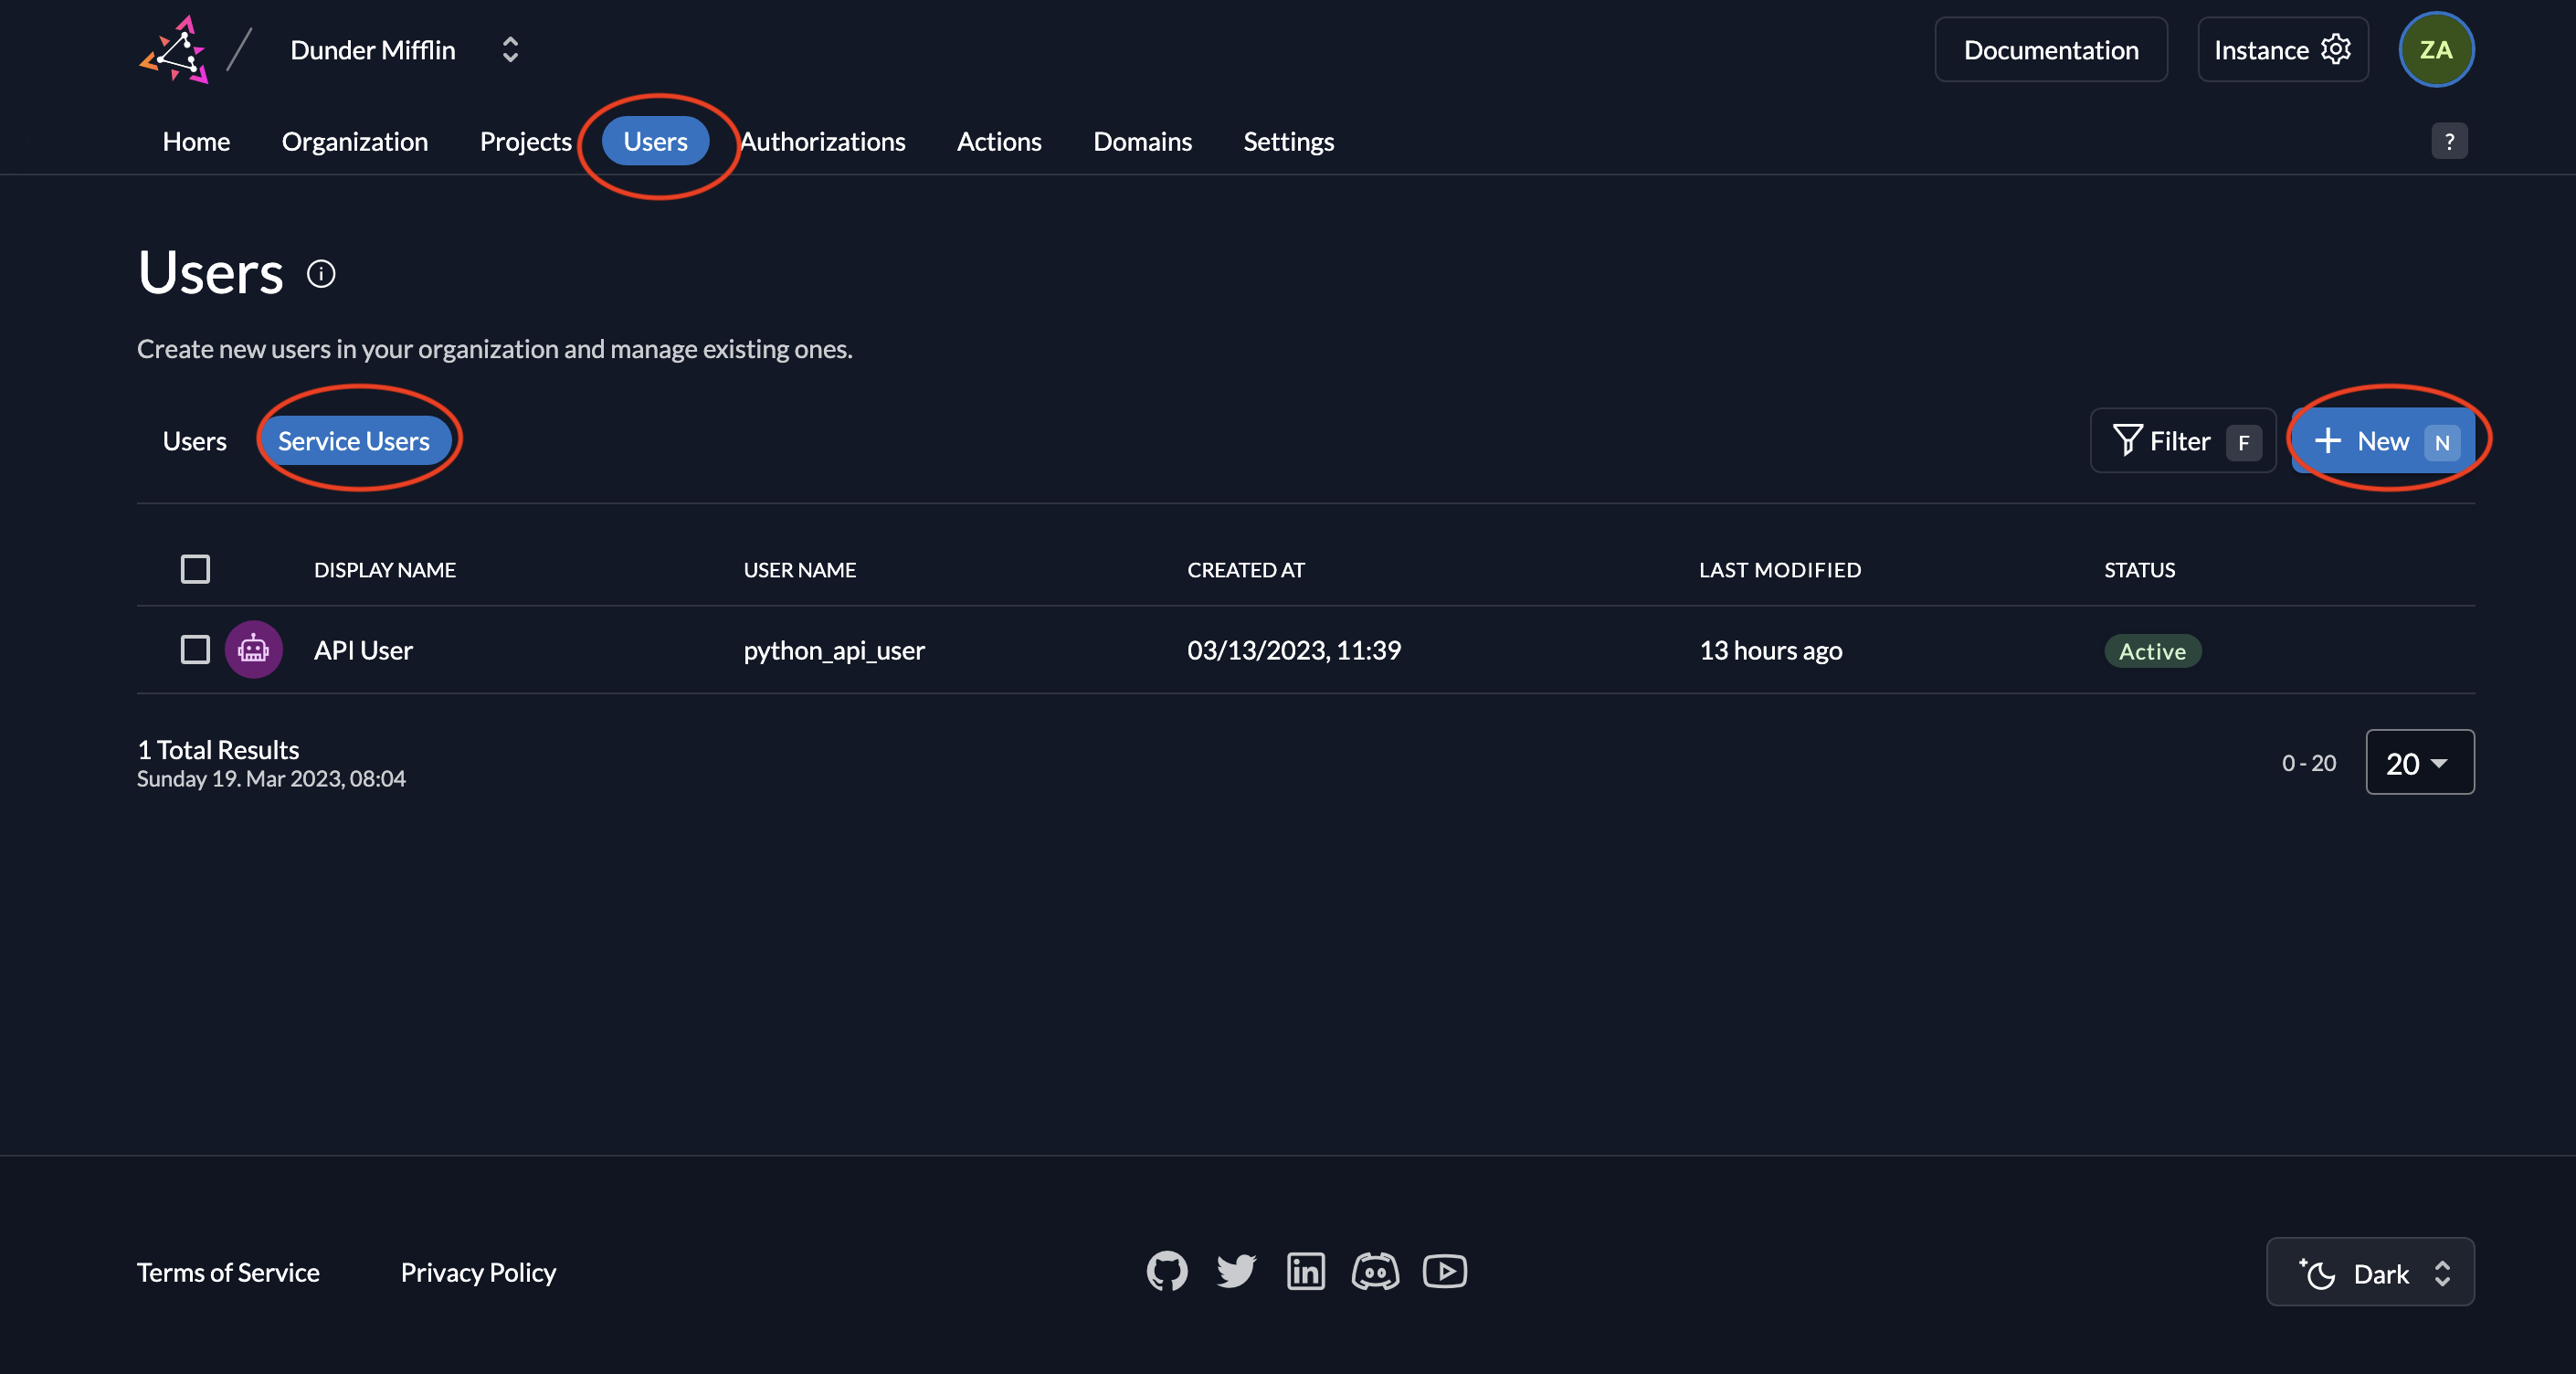 Dunder Mifflin
Documentation
Instance
ZA
Home Organization Projects Users Authorizations Actions Domains Settings
?
Users
Create new users in your organization and manage existing ones.
Users Service Users
Filter F
New N
DISPLAY NAME USER NAME CREATED AT LAST MODIFIED STATUS
API User python_api_user 03/13/2023, 11:39 13 hours ago Active
1 Total Results
Sunday 19. Mar 2023, 08:04
0 - 20
20
Terms of Service Privacy Policy
Dark